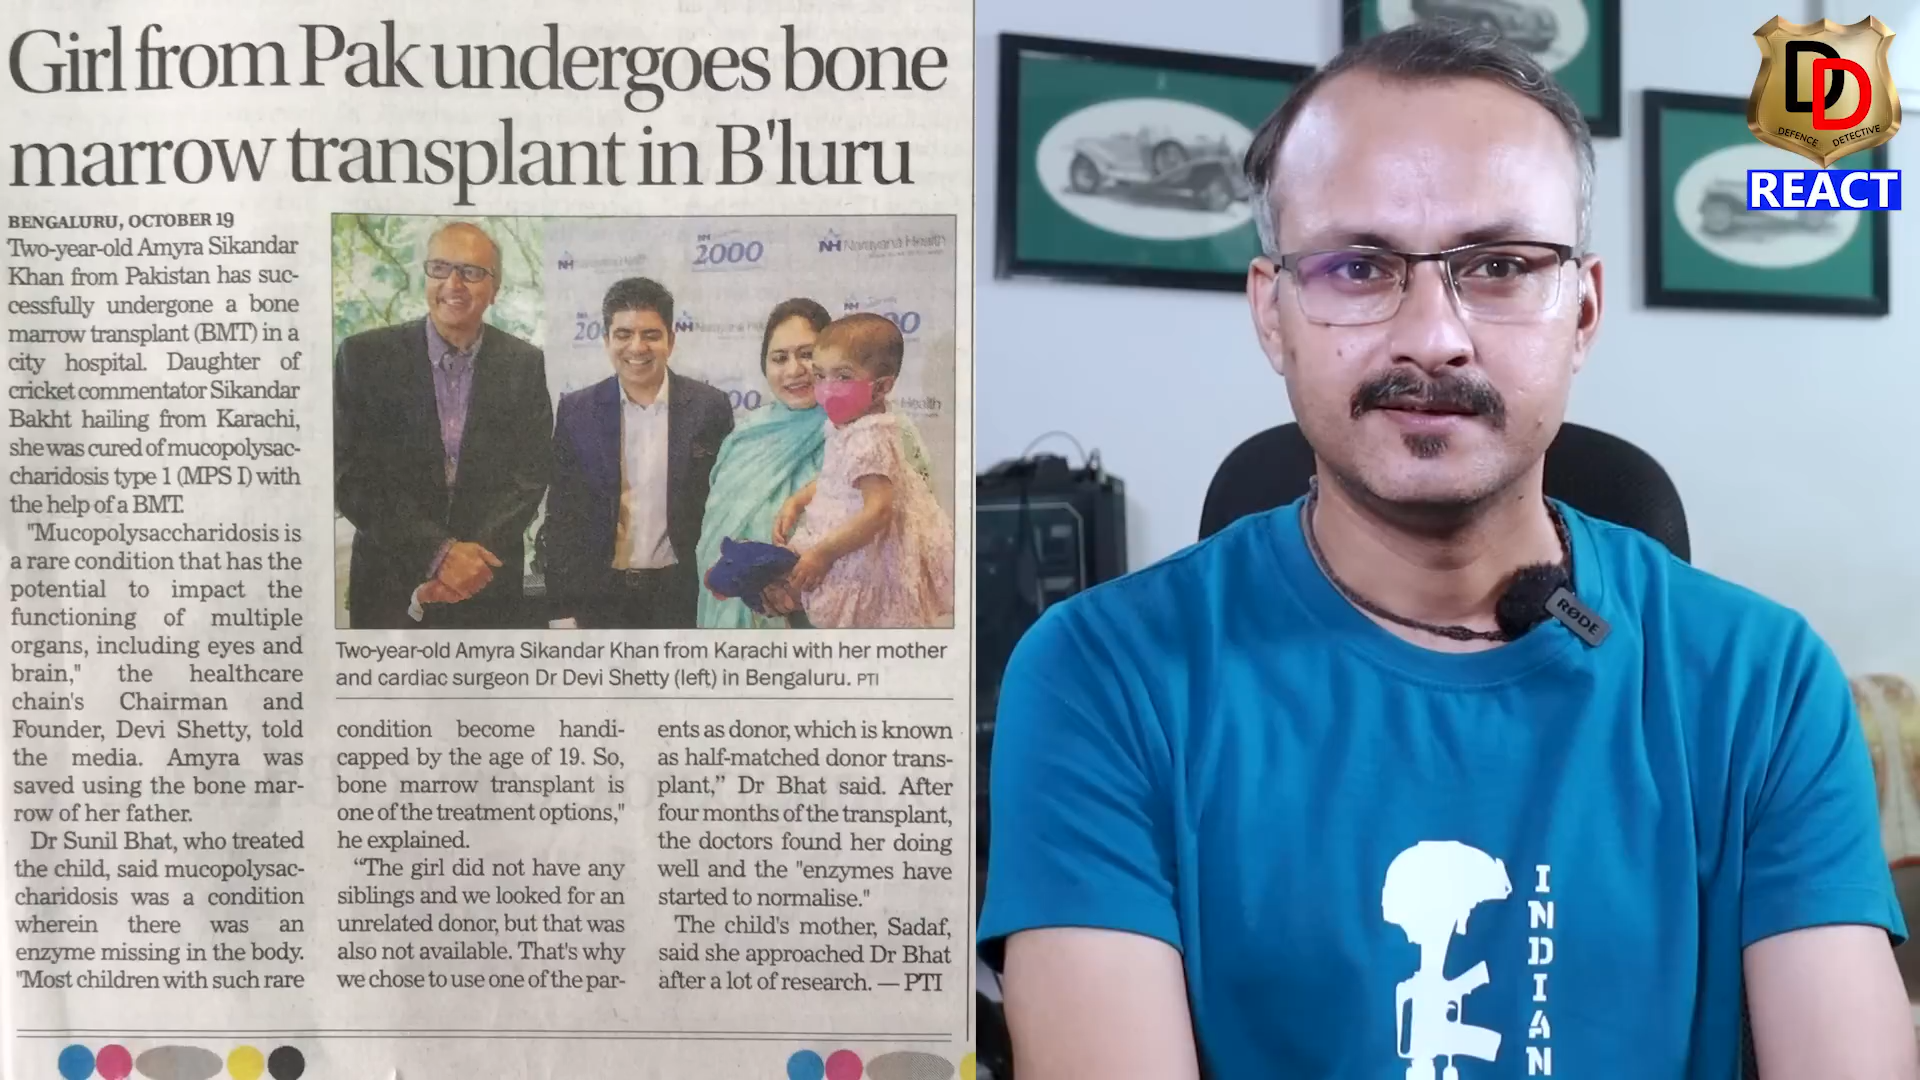 Girl from Pak undergoes bone
marrow transplant in B'luru
BENGALURU, OCTOBER 19
Two-year-old Amyra Sikandar
Khan from Pakistan has suc-
cessfully undergone a bone
marrow transplant (BMT) in a
city hospital. Daughter of
cricket commentator Sikandar
Bakht hailing from Karachi,
she was cured of mucopolysac-
charidosis type 1 (MPS I) with
the help of a BMT.
"Mucopolysaccharidosis is
a rare condition that has the
potential to impact the
functioning of multiple
organs, including eyes and
brain," the healthcare
chain's Chairman and
Founder, Devi Shetty, told
the media. Amyra was
saved using the bone mar-
row of her father.
Dr Sunil Bhat, who treated
the child, said mucopolysac-
charidosis was a condition
wherein there was an
enzyme missing in the body.
"Most children with such rare
NH
2000
NH Narayana Health
Two-year-old Amyra Sikandar Khan from Karachi with her mother
and cardiac surgeon Dr Devi Shetty (left) in Bengaluru. PTI
condition become handi-
capped by the age of 19. So,
bone marrow transplant is
one of the treatment options,"
he explained.
“The girl did not have any
siblings and we looked for an
unrelated donor, but that was
also not available. That's why
we chose to use one of the par-
ents as donor, which is known
as half-matched donor trans-
plant,” Dr Bhat said. After
four months of the transplant,
the doctors found her doing
well and the "enzymes have
started to normalise."
The child's mother, Sadaf,
said she approached Dr Bhat
after a lot of research. — PTI
DD
DEFENCE DETECTIVE
REACT
RØDE
INDIAN